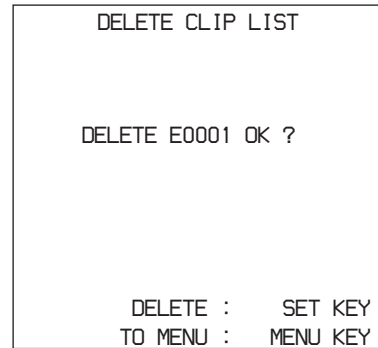 DELETE CLIP LIST
DELETE E0001 OK ?
DELETE : SET KEY
TO MENU : MENU KEY